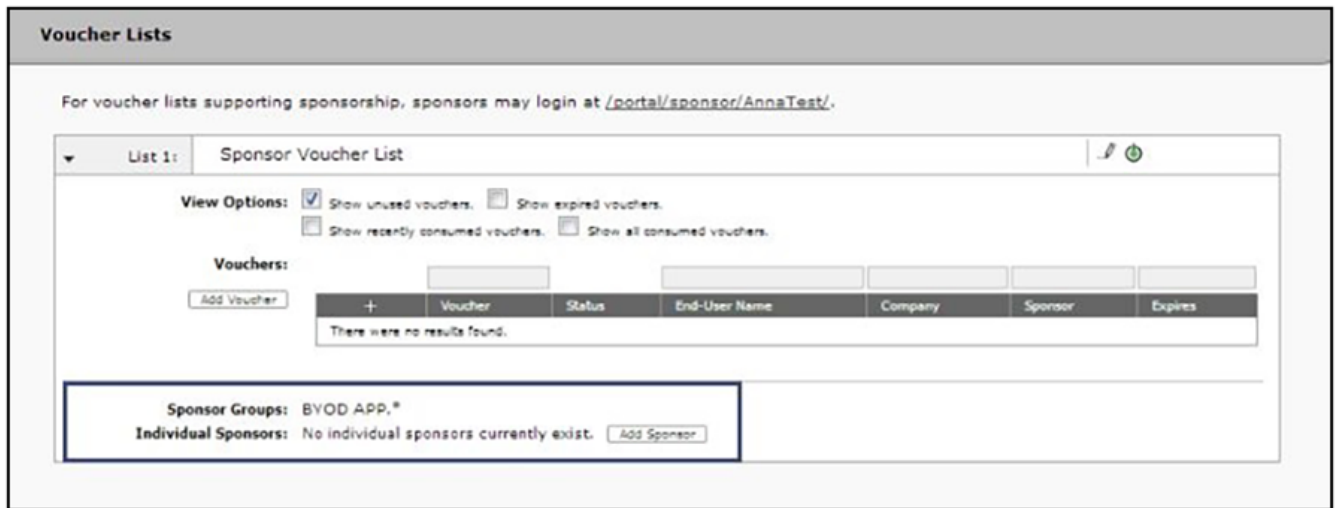 Voucher Lists
For voucher lists supporting sponsorship, sponsors may login at /portal/sponsor/AnnaTest/.
List 1: Sponsor Voucher List
View Options: Show unused vouchers. Show expired vouchers.
Show recently consumed vouchers. Show all consumed vouchers.
Vouchers:
Add Voucher
+ Voucher Status End-User Name Company Sponsor Expires
There were no results found.
Sponsor Groups: BYOD APP.*
Individual Sponsors: No individual sponsors currently exist. Add Sponsor